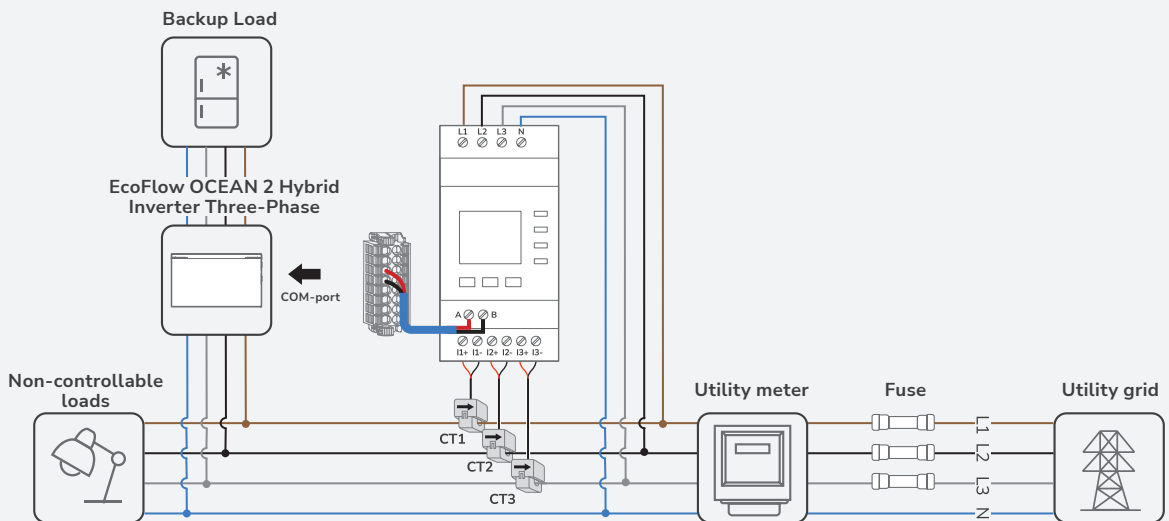 Backup Load
EcoFlow OCEAN 2 Hybrid
Inverter Three-Phase
COM-port
L1 L2 L3 N
A B
I1+ I1- I2+ I2- I3+ I3-
Non-controllable
loads
CT1
CT2
CT3
Utility meter
Fuse
Utility grid
L1
L2
L3
N